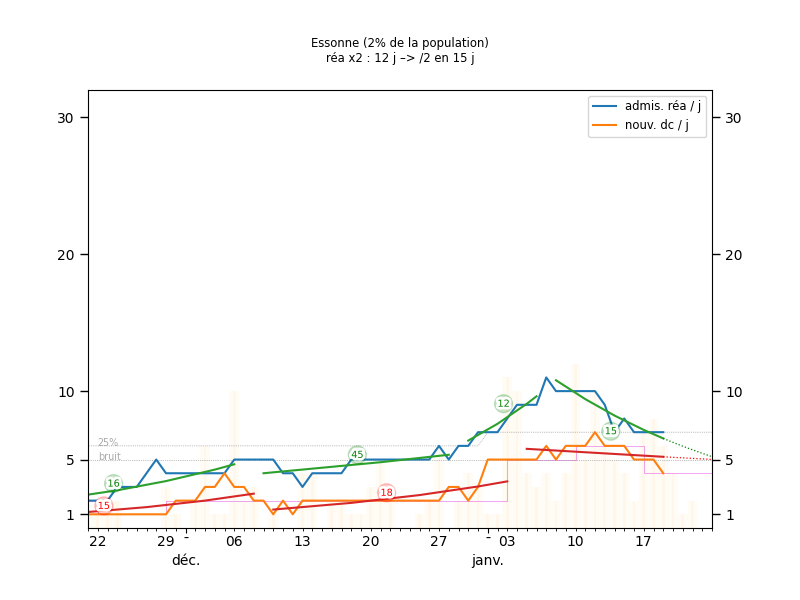 Essonne (2% de la population)
réa x2 : 12 j –> /2 en 15 j
admis. réa / j
nouv. dc / j
30 30
20 20
10 10
5 5
1 1
25%
bruit
16
15
45
18
12
15
22 29 - 06 13 20 27 - 03 10 17
déc. janv.